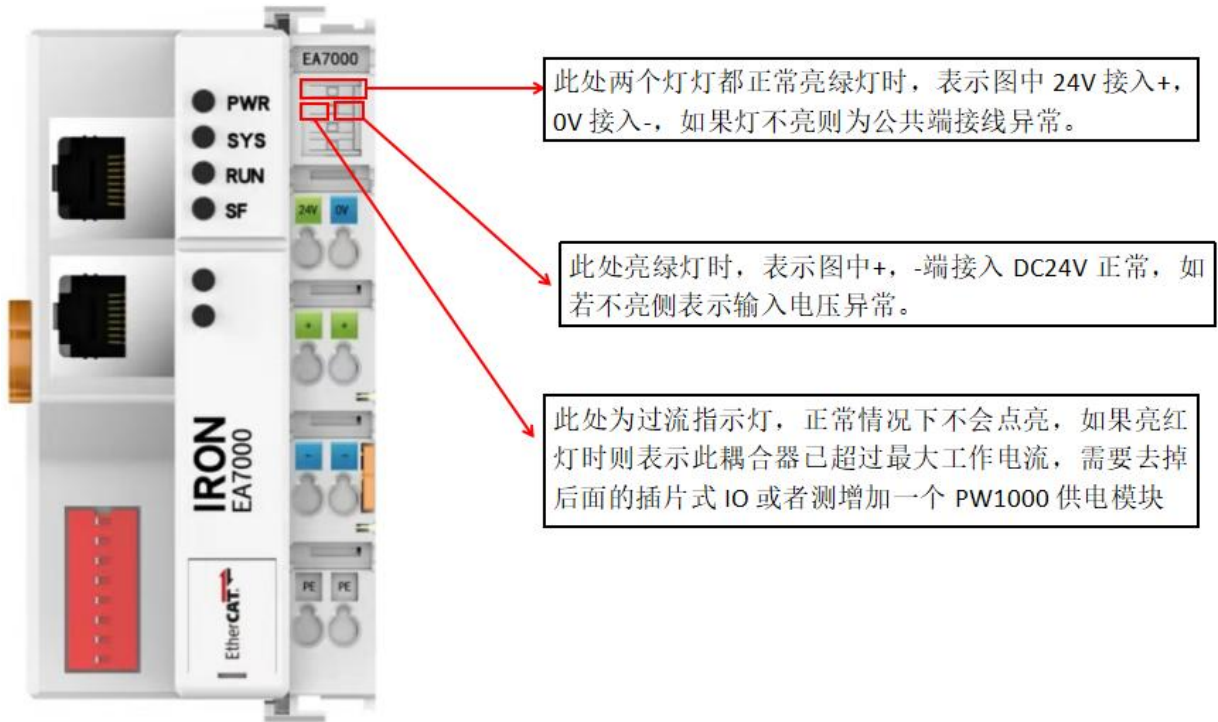 EA7000
PWR
SYS
RUN
SF
24V 0V
+ +
- -
PE PE
IRON
EA7000
EtherCAT
此处两个灯灯都正常亮绿灯时，表示图中 24V 接入+，
0V 接入-，如果灯不亮则为公共端接线异常。
此处亮绿灯时，表示图中+，-端接入 DC24V 正常，如
若不亮侧表示输入电压异常。
此处为过流指示灯，正常情况下不会点亮，如果亮红
灯时则表示此耦合器已超过最大工作电流，需要去掉
后面的插片式 IO 或者测增加一个 PW1000 供电模块